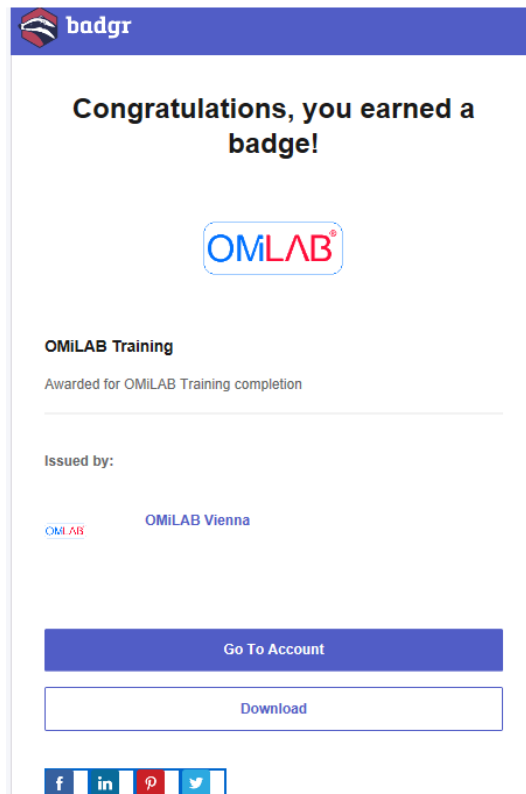 badgr
Congratulations, you earned a
badge!
OMiLAB®
OMiLAB Training
Awarded for OMiLAB Training completion
Issued by:
OMiLAB
OMiLAB Vienna
Go To Account
Download
f
in